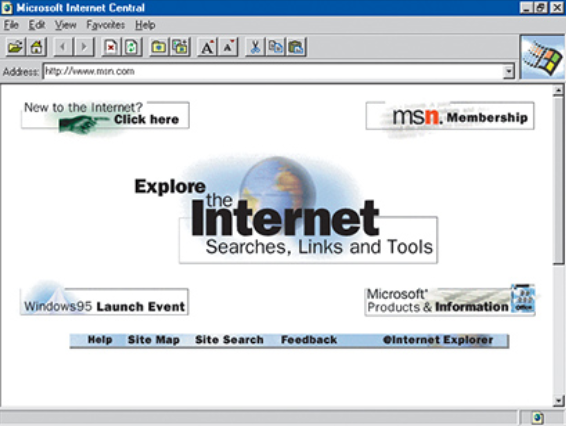 Microsoft Internet Central
File Edit View Favorites Help
A A
Address: http://www.msn.com
New to the Internet?
Click here
msn. Membership
Explore
the
Internet
Searches, Links and Tools
Windows95 Launch Event
Microsoft®
Products & Information
Office
Help Site Map Site Search Feedback @Internet Explorer